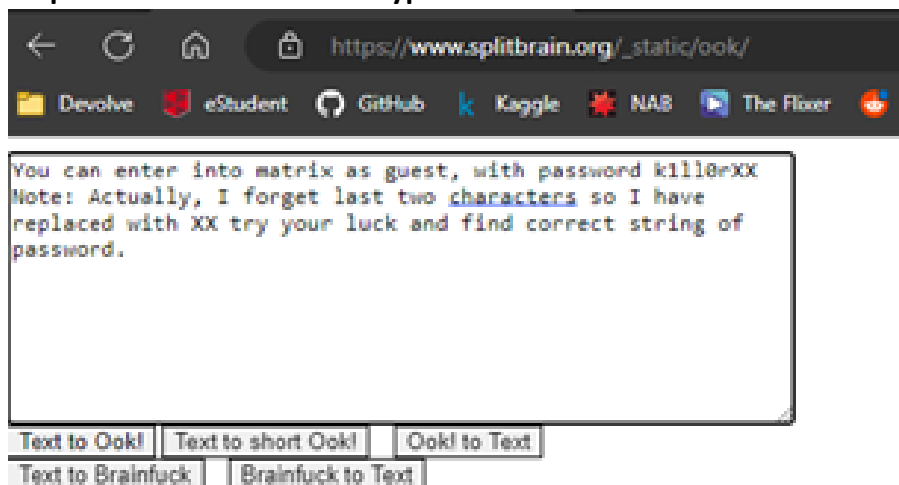 https://www.splitbrain.org/_static/ook/
Devolve eStudent GitHub Kaggle NAB The Flixer
You can enter into matrix as guest, with password k1ll0rXX
Note: Actually, I forget last two characters so I have
replaced with XX try your luck and find correct string of
password.
Text to Ook! Text to short Ook! Ook! to Text
Text to Brainfuck Brainfuck to Text